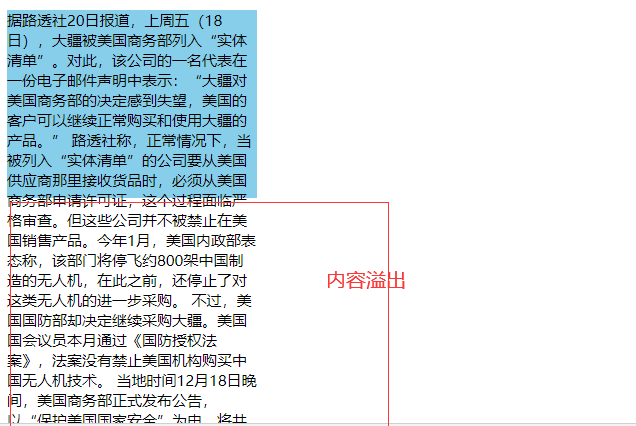 据路透社20日报道，上周五（18
日），大疆被美国商务部列入“实体
清单”。对此，该公司的一名代表在
一份电子邮件声明中表示：“大疆对
美国商务部的决定感到失望，美国的
客户可以继续正常购买和使用大疆的
产品。” 路透社称，正常情况下，当
被列入“实体清单”的公司要从美国
供应商那里接收货品时，必须从美国
商务部申请许可证，这个过程面临严
格审查。但这些公司并不被禁止在美
国销售产品。今年1月，美国内政部表
态称，该部门将停飞约800架中国制
造的无人机，在此之前，还停止了对
这类无人机的进一步采购。 不过，美
国国防部却决定继续采购大疆。美国
国会议员本月通过《国防授权法
案》，法案没有禁止美国机构购买中
国无人机技术。 当地时间12月18日晚
间，美国商务部正式发布公告，
以“保护美国国家安全”为由，将共
内容溢出